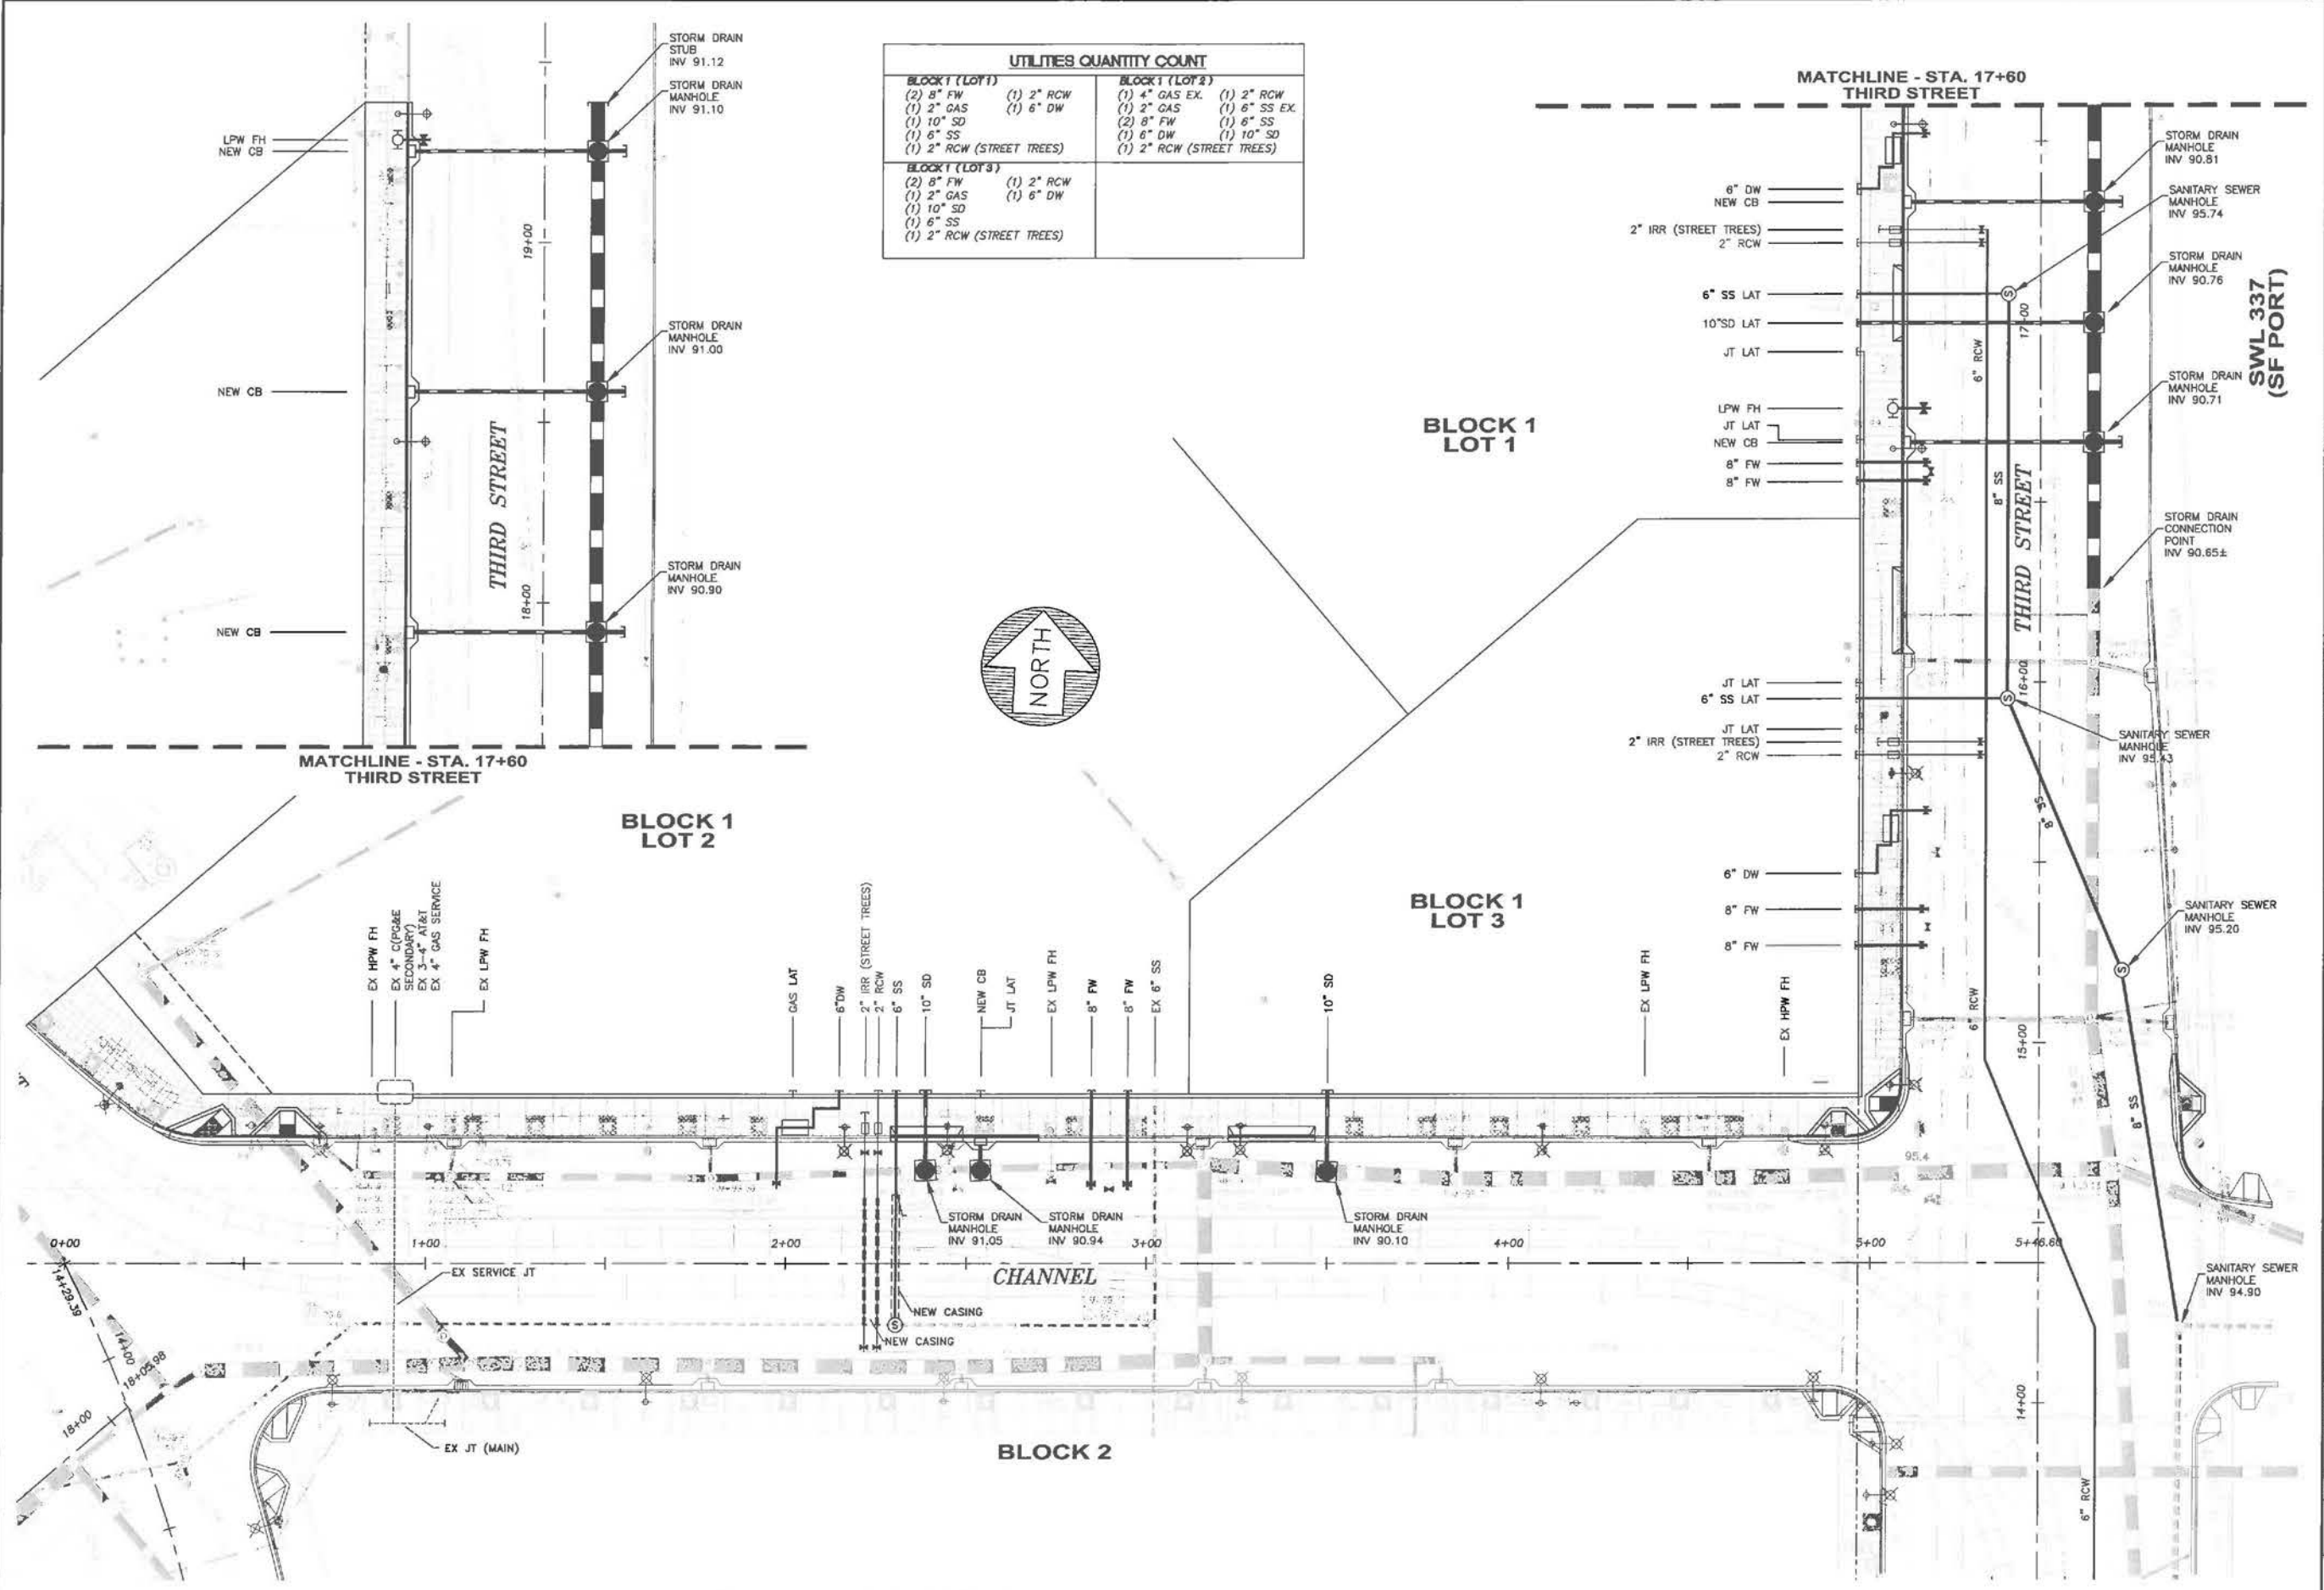 STORM DRAIN
STUB
INV 91.12
STORM DRAIN
MANHOLE
INV 91.10
LPW FH
NEW CB
19+00
STORM DRAIN
MANHOLE
INV 91.00
NEW CB
THIRD STREET
STORM DRAIN
MANHOLE
INV 90.90
18+00
NEW CB
MATCHLINE - STA. 17+60
THIRD STREET
UTILITIES QUANTITY COUNT
BLOCK 1 (LOT 1)
(2) 8" FW (1) 2" RCW
(1) 2" GAS (1) 6" DW
(1) 10" SD
(1) 6" SS
(1) 2" RCW (STREET TREES)
BLOCK 1 (LOT 2)
(1) 4" GAS EX. (1) 2" RCW
(1) 2" GAS (1) 6" SS EX.
(2) 8" FW (1) 6" SS
(1) 6" DW (1) 10" SD
(1) 2" RCW (STREET TREES)
BLOCK 1 (LOT 3)
(2) 8" FW (1) 2" RCW
(1) 2" GAS (1) 6" DW
(1) 10" SD
(1) 6" SS
(1) 2" RCW (STREET TREES)
MATCHLINE - STA. 17+60
THIRD STREET
6" DW
NEW CB
2" IRR (STREET TREES)
2" RCW
6" SS LAT
10"SD LAT
JT LAT
LPW FH
JT LAT
NEW CB
8" FW
8" FW
JT LAT
6" SS LAT
JT LAT
2" IRR (STREET TREES)
2" RCW
6" DW
8" FW
8" FW
STORM DRAIN
MANHOLE
INV 90.81
SANITARY SEWER
MANHOLE
INV 95.74
STORM DRAIN
MANHOLE
INV 90.76
STORM DRAIN
MANHOLE
INV 90.71
SWL 337
(SF PORT)
STORM DRAIN
CONNECTION
POINT
INV 90.65±
SANITARY SEWER
MANHOLE
INV 95.43
SANITARY SEWER
MANHOLE
INV 95.20
SANITARY SEWER
MANHOLE
INV 94.90
17+00
6" RCW
8" SS
THIRD STREET
16+00
8" SS
6" RCW
15+00
8" SS
14+00
6" RCW
95.4
BLOCK 1
LOT 1
NORTH
BLOCK 1
LOT 2
BLOCK 1
LOT 3
EX HPW FH
EX 4" C(PG&E
SECONDARY)
EX 3-4" AT&T
EX 4" GAS SERVICE
EX LPW FH
GAS LAT
6"DW
2" IRR (STREET TREES)
2" RCW
6" SS
10" SD
NEW CB
JT LAT
EX LPW FH
8" FW
8" FW
EX 6" SS
10" SD
EX LPW FH
EX HPW FH
STORM DRAIN
MANHOLE
INV 91.05
STORM DRAIN
MANHOLE
INV 90.94
STORM DRAIN
MANHOLE
INV 90.10
0+00
1+00
2+00
3+00
4+00
5+00
5+46.60
EX SERVICE JT
CHANNEL
NEW CASING
NEW CASING
14+29.39
14+00
18+05.98
18+00
EX JT (MAIN)
BLOCK 2